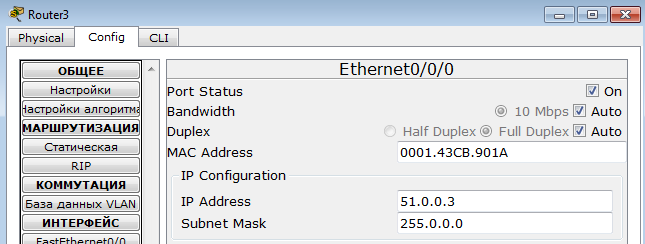 Router3
Physical Config CLI
ОБЩЕЕ
Настройки
Настройки алгоритма
МАРШРУТИЗАЦИЯ
Статическая
RIP
КОММУТАЦИЯ
База данных VLAN
ИНТЕРФЕЙС
FastEthernet0/0
Ethernet0/0/0
Port Status On
Bandwidth 10 Mbps Auto
Duplex Half Duplex Full Duplex Auto
MAC Address 0001.43CB.901A
IP Configuration
IP Address 51.0.0.3
Subnet Mask 255.0.0.0